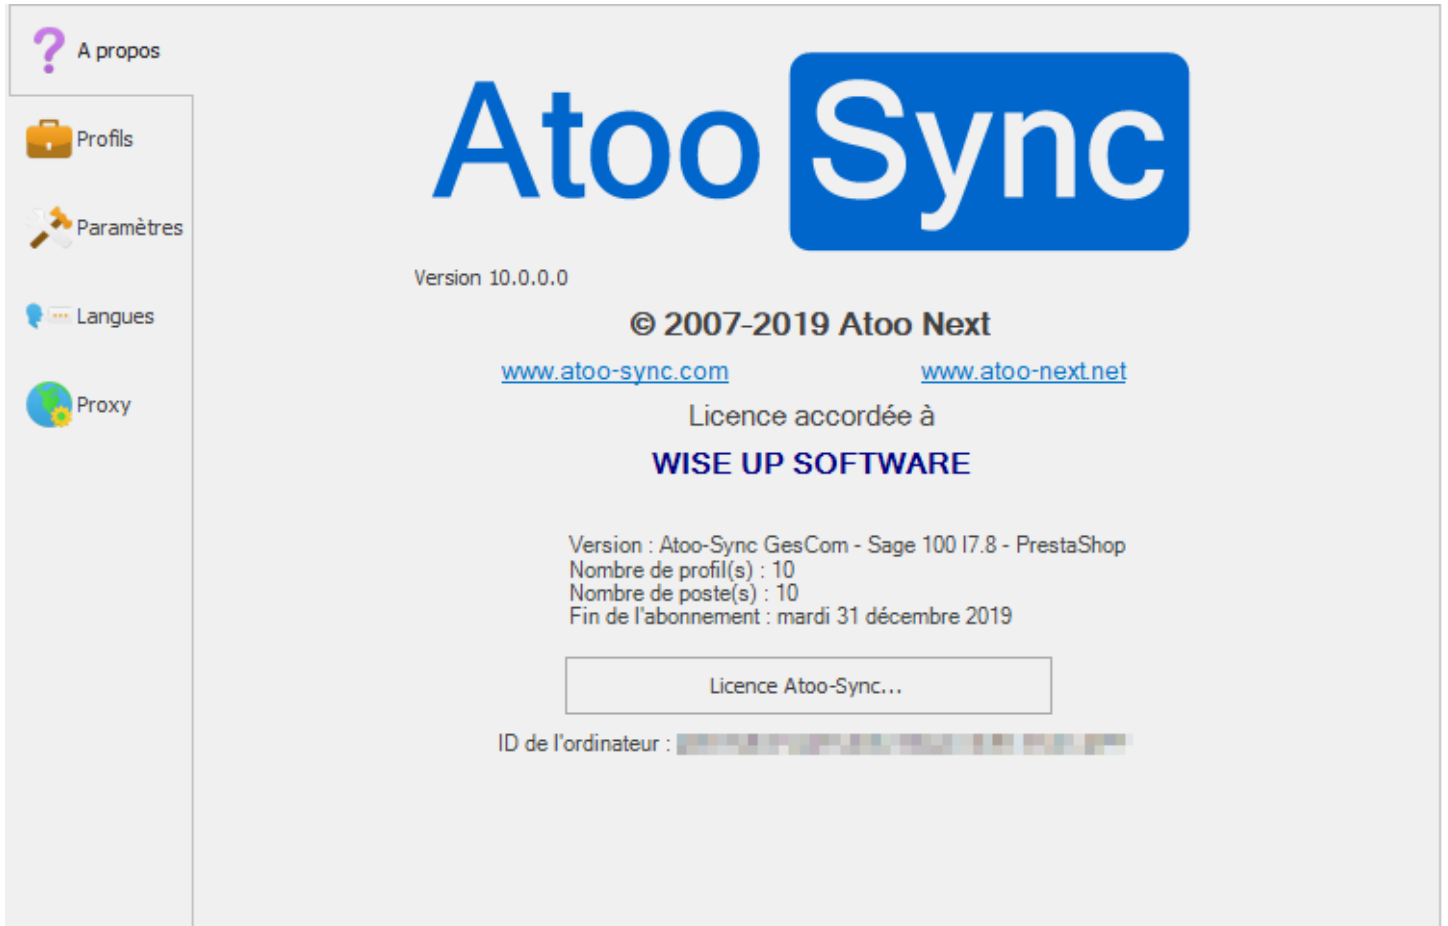 A propos
Profils
Paramètres
Langues
Proxy
Atoo Sync
Version 10.0.0.0
© 2007-2019 Atoo Next
www.atoo-sync.com www.atoo-next.net
Licence accordée à
WISE UP SOFTWARE
Version : Atoo-Sync GesCom - Sage 100 I7.8 - PrestaShop
Nombre de profil(s) : 10
Nombre de poste(s) : 10
Fin de l'abonnement : mardi 31 décembre 2019
Licence Atoo-Sync...
ID de l'ordinateur :